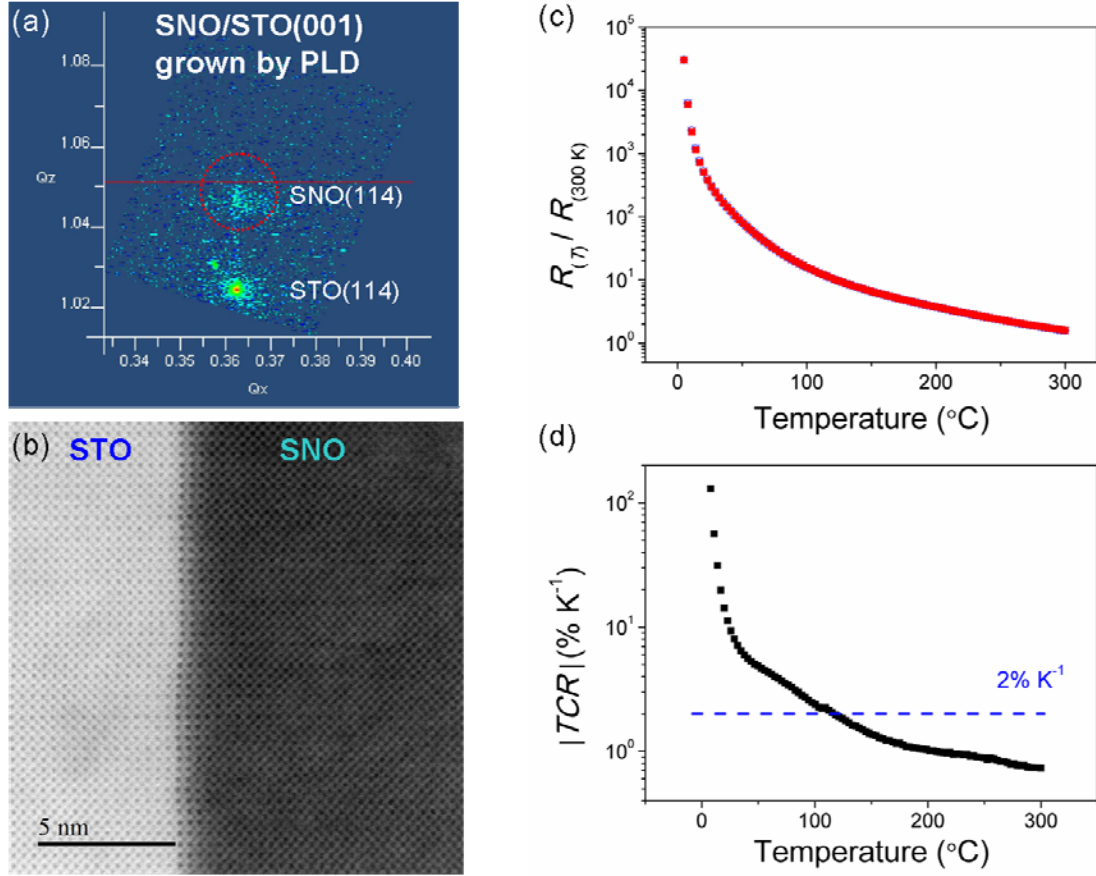 (a)
SNO/STO(001)
grown by PLD
1.08
1.06
Qz
SNO(114)
1.04
STO(114)
1.02
0.34 0.35 0.36 0.37 0.38 0.39 0.40
Qx
(b)
STO
SNO
5 nm
(c)
10^5
10^4
10^3
10^2
10^1
10^0
R(T) / R(300 K)
0 100 200 300
Temperature (°C)
(d)
10^2
10^1
10^0
|TCR| (% K^-1)
2% K^-1
0 100 200 300
Temperature (°C)